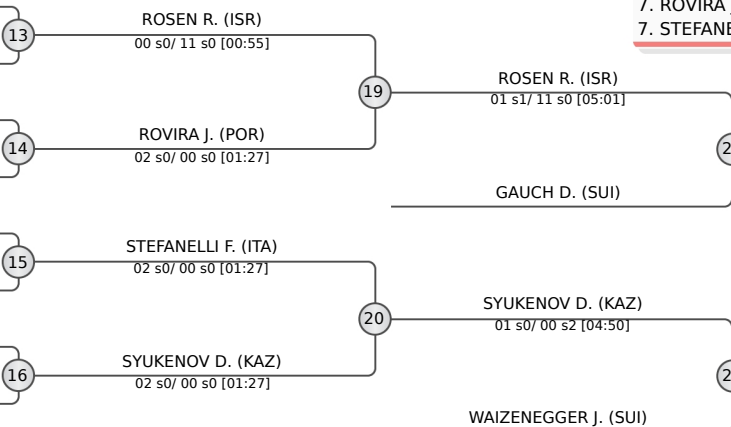 7. ROVIRA
7. STEFANE
ROSEN R. (ISR)
13
00 s0/ 11 s0 [00:55]
19
ROSEN R. (ISR)
01 s1/ 11 s0 [05:01]
ROVIRA J. (POR)
14
02 s0/ 00 s0 [01:27]
2
GAUCH D. (SUI)
STEFANELLI F. (ITA)
15
02 s0/ 00 s0 [01:27]
20
SYUKENOV D. (KAZ)
01 s0/ 00 s2 [04:50]
SYUKENOV D. (KAZ)
16
02 s0/ 00 s0 [01:27]
2
WAIZENEGGER J. (SUI)